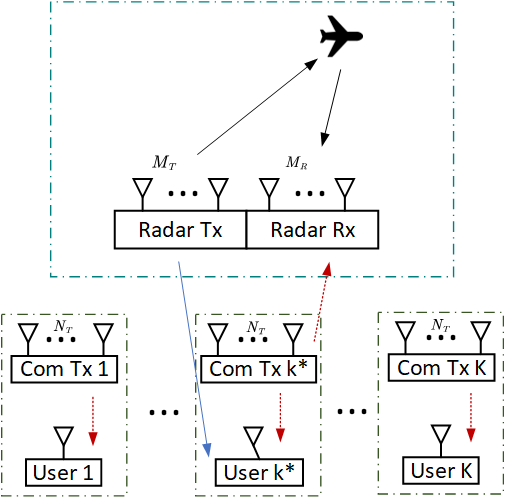 M_T
M_R
Radar Tx
Radar Rx
N_T
N_T
N_T
Com Tx 1
Com Tx k*
Com Tx K
User 1
User k*
User K